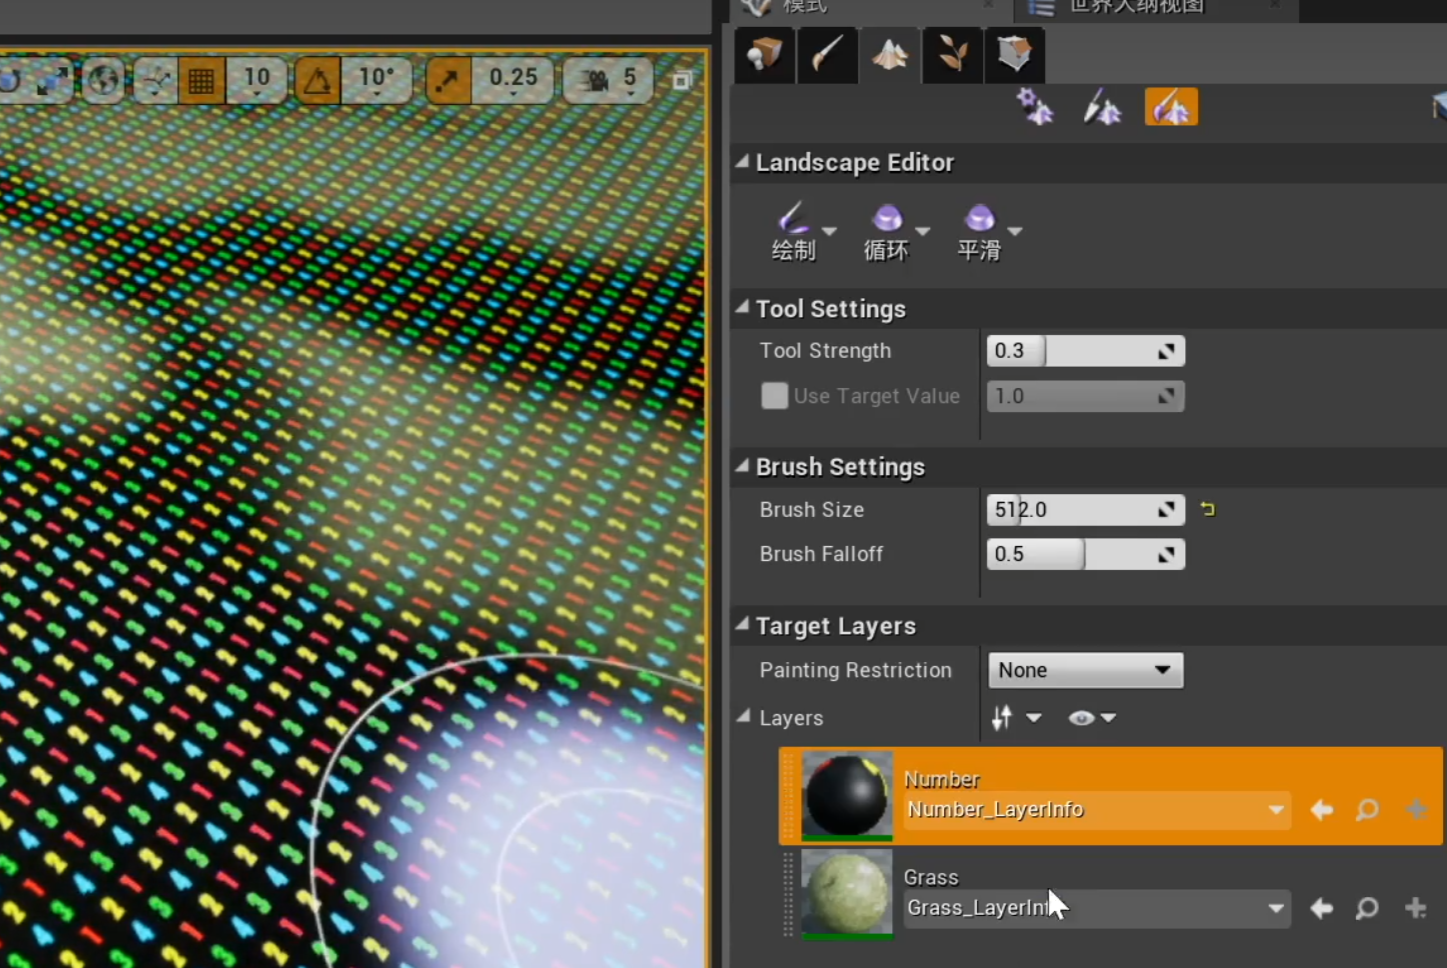 模式
世界大纲视图
10
10°
0.25
5
Landscape Editor
绘制
循环
平滑
Tool Settings
Tool Strength
0.3
Use Target Value
1.0
Brush Settings
Brush Size
512.0
Brush Falloff
0.5
Target Layers
Painting Restriction
None
Layers
Number
Number_LayerInfo
Grass
Grass_LayerInf